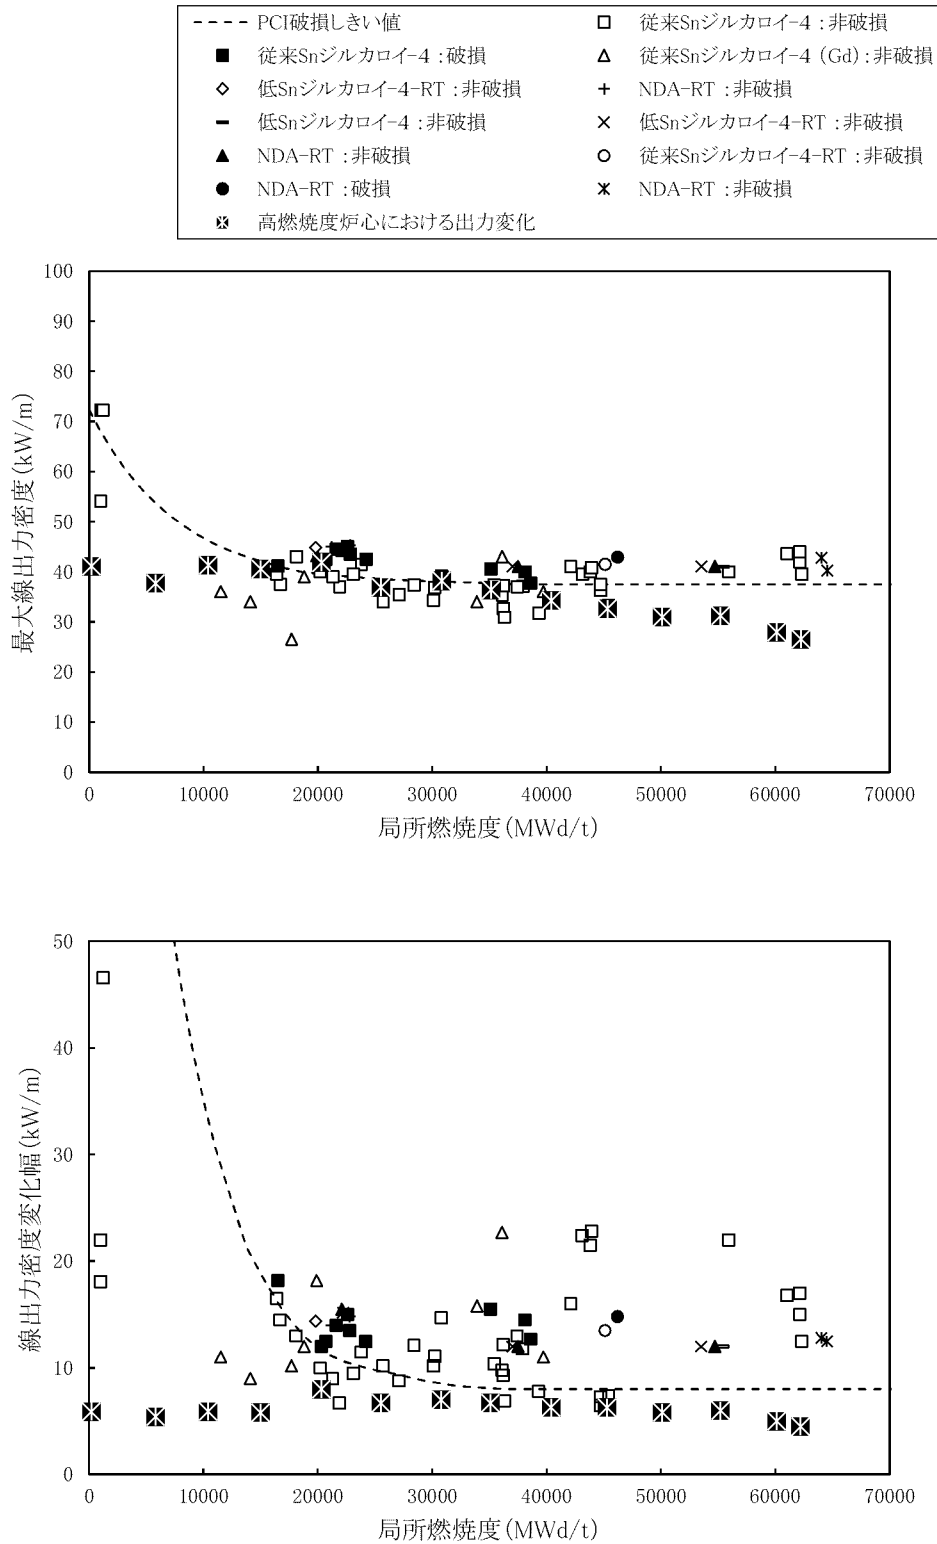 PCI破損しきい値
従来Snジルカロイ-4：非破損
従来Snジルカロイ-4：破損
従来Snジルカロイ-4 (Gd)：非破損
低Snジルカロイ-4-RT：非破損
NDA-RT：非破損
低Snジルカロイ-4：非破損
低Snジルカロイ-4-RT：非破損
NDA-RT：非破損
従来Snジルカロイ-4-RT：非破損
NDA-RT：破損
NDA-RT：非破損
高燃焼度炉心における出力変化
最大線出力密度(kW/m)
100
90
80
70
60
50
40
30
20
10
0
0 10000 20000 30000 40000 50000 60000 70000
局所燃焼度(MWd/t)
線出力密度変化幅(kW/m)
50
40
30
20
10
0
0 10000 20000 30000 40000 50000 60000 70000
局所燃焼度(MWd/t)